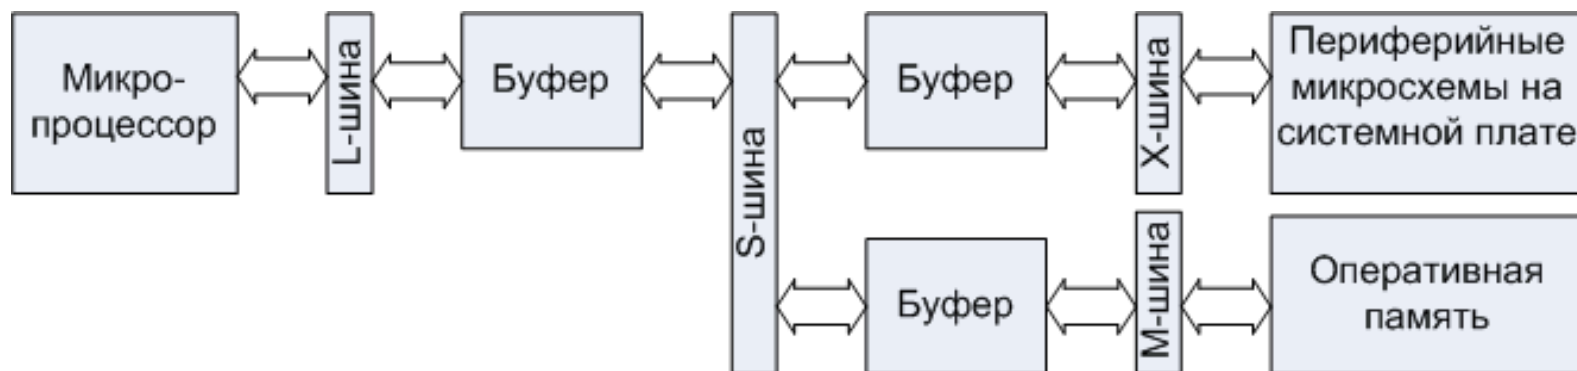 Микро-
процессор
L-шина
Буфер
S-шина
Буфер
X-шина
Периферийные
микросхемы на
системной плате
Буфер
M-шина
Оперативная
память